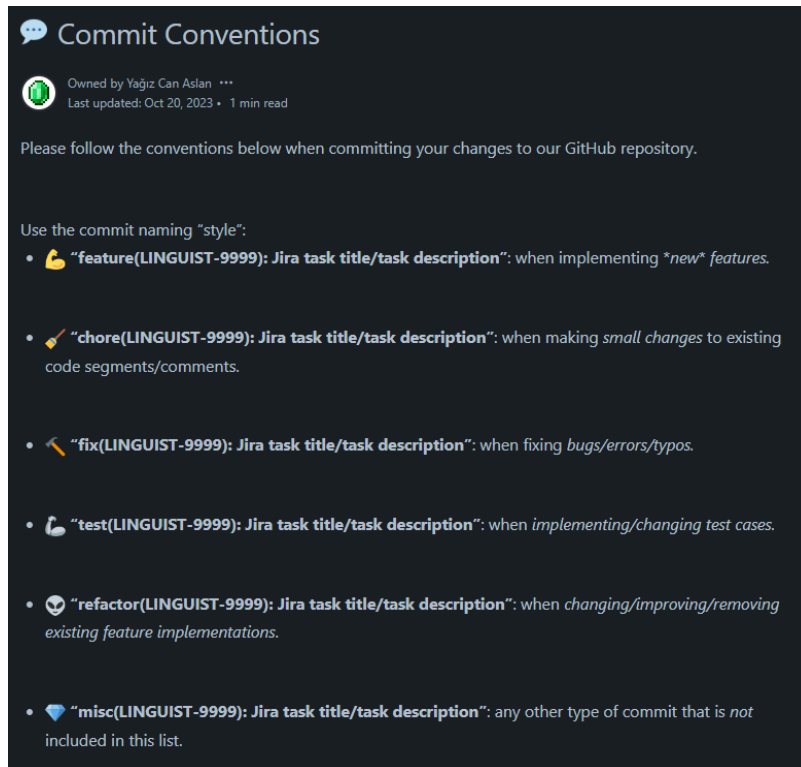 💬 Commit Conventions
Owned by Yağız Can Aslan •••
Last updated: Oct 20, 2023 • 1 min read
Please follow the conventions below when committing your changes to our GitHub repository.
Use the commit naming “style”:
• 💪 “feature(LINGUIST-9999): Jira task title/task description”: when implementing *new* features.
• 🧹 “chore(LINGUIST-9999): Jira task title/task description”: when making small changes to existing
code segments/comments.
• 🔨 “fix(LINGUIST-9999): Jira task title/task description”: when fixing bugs/errors/typos.
• 🦾 “test(LINGUIST-9999): Jira task title/task description”: when implementing/changing test cases.
• 👽 “refactor(LINGUIST-9999): Jira task title/task description”: when changing/improving/removing
existing feature implementations.
• 💎 “misc(LINGUIST-9999): Jira task title/task description”: any other type of commit that is not
included in this list.